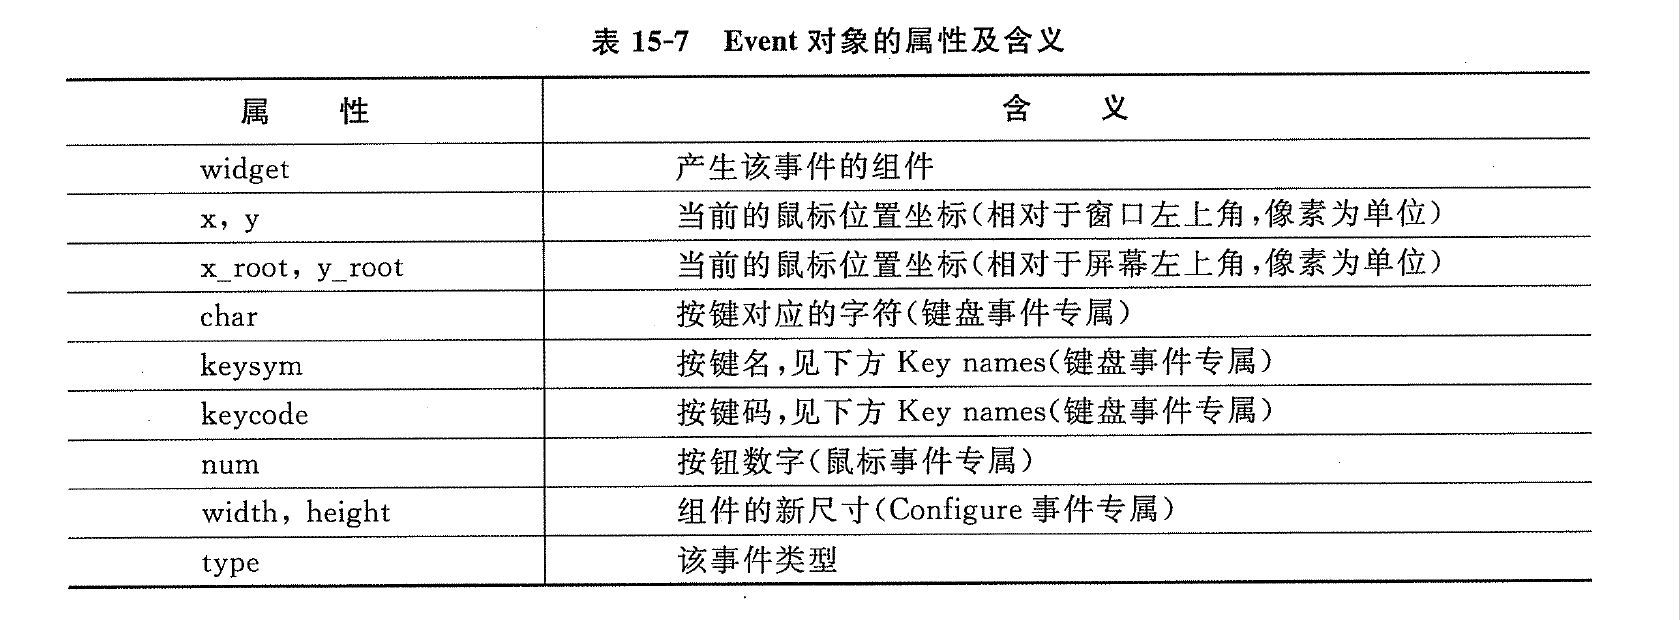 表 15-7 Event 对象的属性及含义
属 性 含 义
widget 产生该事件的组件
x, y 当前的鼠标位置坐标(相对于窗口左上角,像素为单位)
x_root, y_root 当前的鼠标位置坐标(相对于屏幕左上角,像素为单位)
char 按键对应的字符(键盘事件专属)
keysym 按键名,见下方 Key names(键盘事件专属)
keycode 按键码,见下方 Key names(键盘事件专属)
num 按钮数字(鼠标事件专属)
width, height 组件的新尺寸(Configure 事件专属)
type 该事件类型